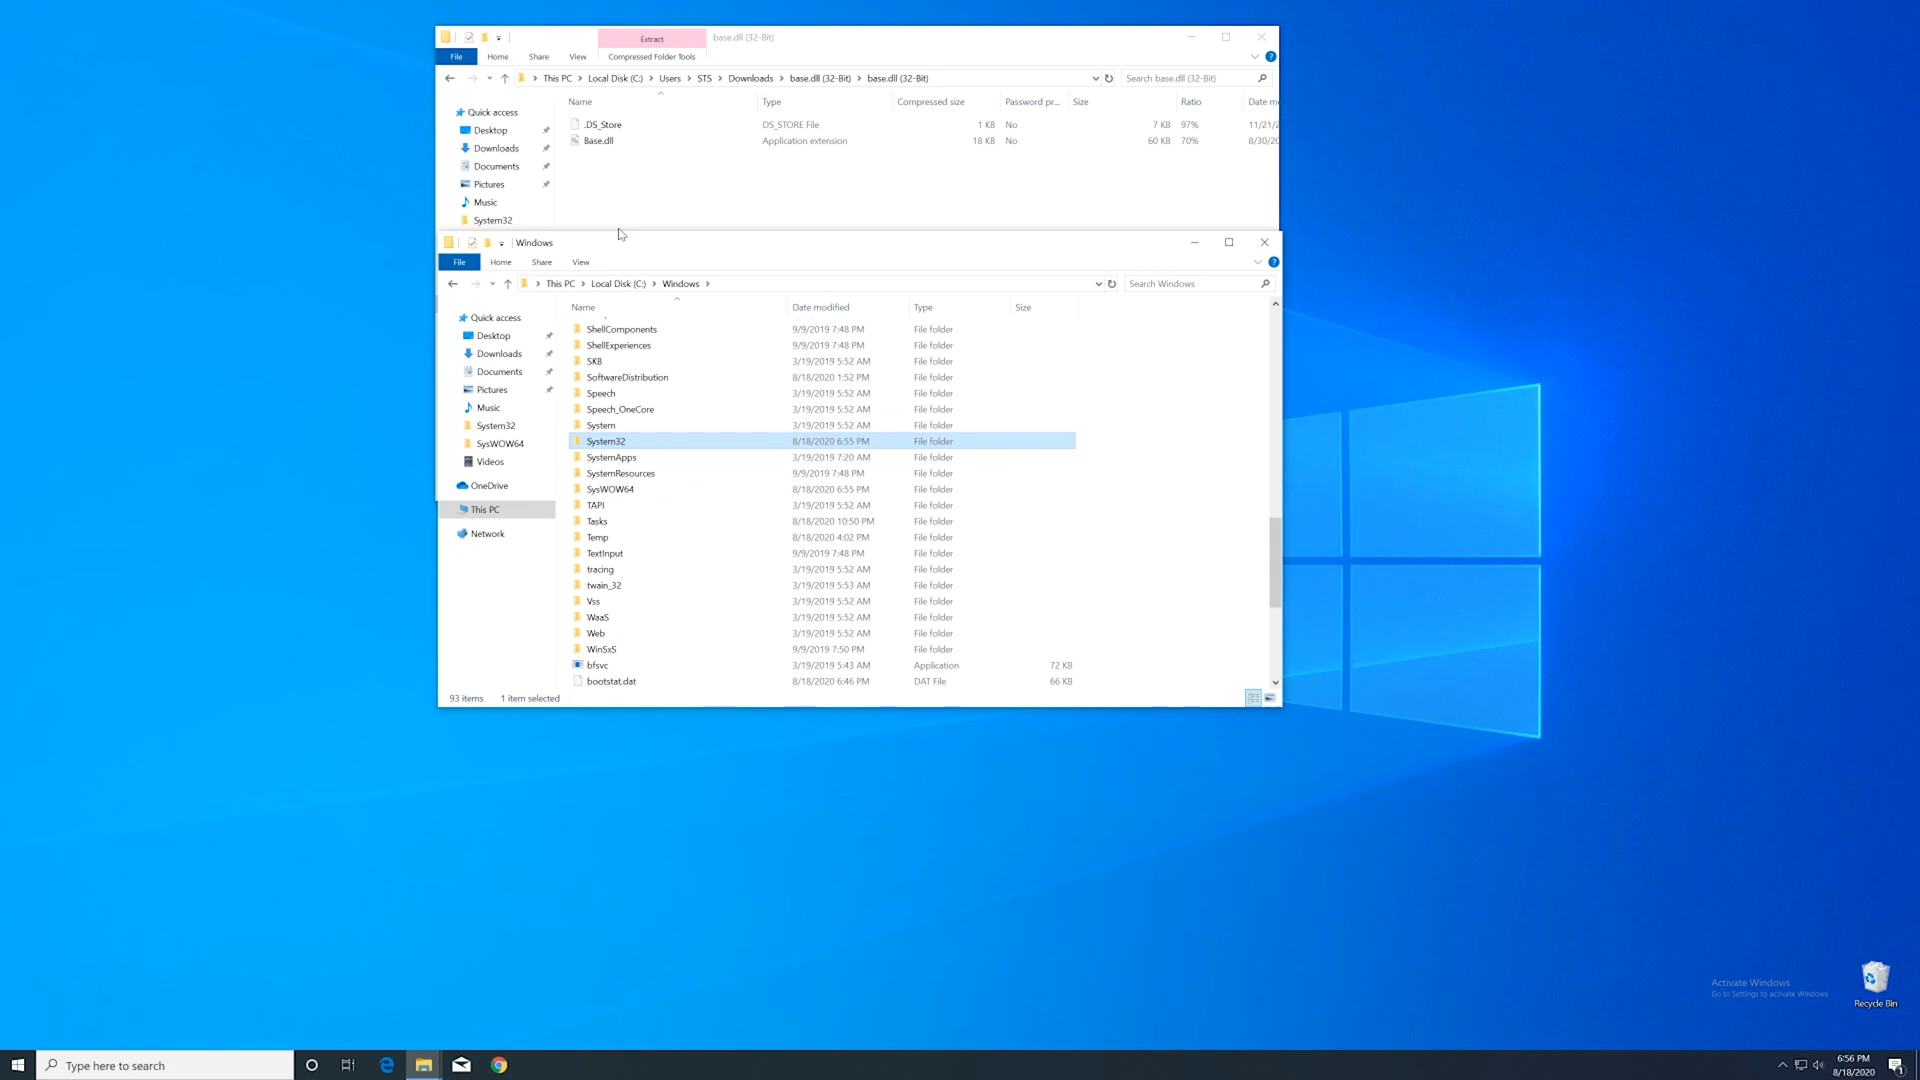 Extract
base.dll (32-Bit)
File
Home
Share
View
Compressed Folder Tools
This PC
Local Disk (C:)
Users
STS
Downloads
base.dll (32-Bit)
base.dll (32-Bit)
Search base.dll (32-Bit)
Name
Type
Compressed size
Password pr...
Size
Ratio
Quick access
.DS_Store DS_STORE File 1 KB No 7 KB 97% 11/21/2
Base.dll Application extension 18 KB No 60 KB 70% 8/30/20
Desktop
Downloads
Documents
Pictures
Music
System32
Windows
File
Home
Share
View
This PC
Local Disk (C:)
Windows
Search Windows
Name
Date modified
Type
Size
Quick access
Desktop
Downloads
Documents
Pictures
Music
System32
SysWOW64
Videos
OneDrive
This PC
Network
ShellComponents 9/9/2019 7:48 PM File folder
ShellExperiences 9/9/2019 7:48 PM File folder
SKB 3/19/2019 5:52 AM File folder
SoftwareDistribution 8/18/2020 1:52 PM File folder
Speech 3/19/2019 5:52 AM File folder
Speech_OneCore 3/19/2019 5:52 AM File folder
System 3/19/2019 5:52 AM File folder
System32 8/18/2020 6:55 PM File folder
SystemApps 3/19/2019 7:20 AM File folder
SystemResources 9/9/2019 7:48 PM File folder
SysWOW64 8/18/2020 6:55 PM File folder
TAPI 3/19/2019 5:52 AM File folder
Tasks 8/18/2020 10:50 PM File folder
Temp 8/18/2020 4:02 PM File folder
TextInput 9/9/2019 7:48 PM File folder
tracing 3/19/2019 5:52 AM File folder
twain_32 3/19/2019 5:53 AM File folder
Vss 3/19/2019 5:52 AM File folder
WaaS 3/19/2019 5:52 AM File folder
Web 3/19/2019 5:52 AM File folder
WinSxS 9/9/2019 7:50 PM File folder
bfsvc 3/19/2019 5:43 AM Application 72 KB
bootstat.dat 8/18/2020 6:46 PM DAT File 66 KB
93 items
1 item selected
Activate Windows
Go to Settings to activate Windows.
Recycle Bin
Type here to search
6:56 PM
8/18/2020